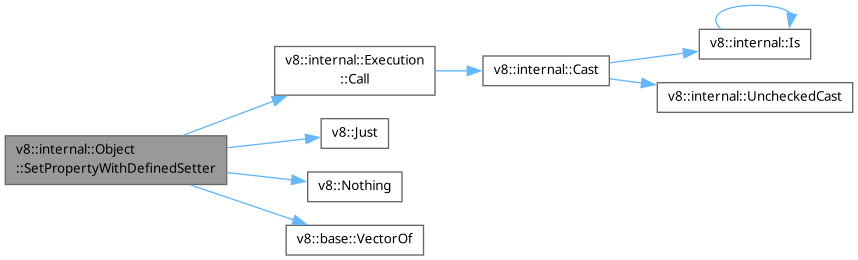 v8::internal::Object
::SetPropertyWithDefinedSetter
v8::internal::Execution
::Call
v8::Just
v8::Nothing
v8::base::VectorOf
v8::internal::Cast
v8::internal::Is
v8::internal::UncheckedCast